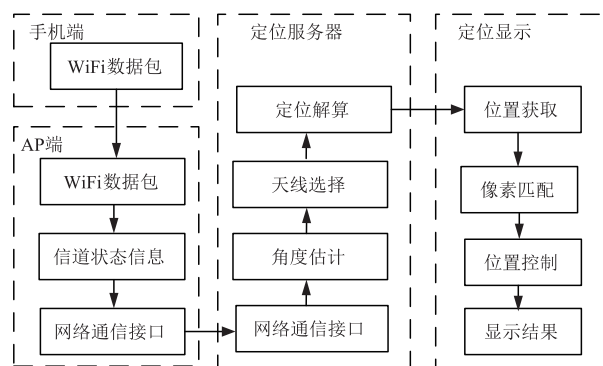 手机端
WiFi数据包
AP端
WiFi数据包
信道状态信息
网络通信接口
定位服务器
定位解算
天线选择
角度估计
网络通信接口
定位显示
位置获取
像素匹配
位置控制
显示结果